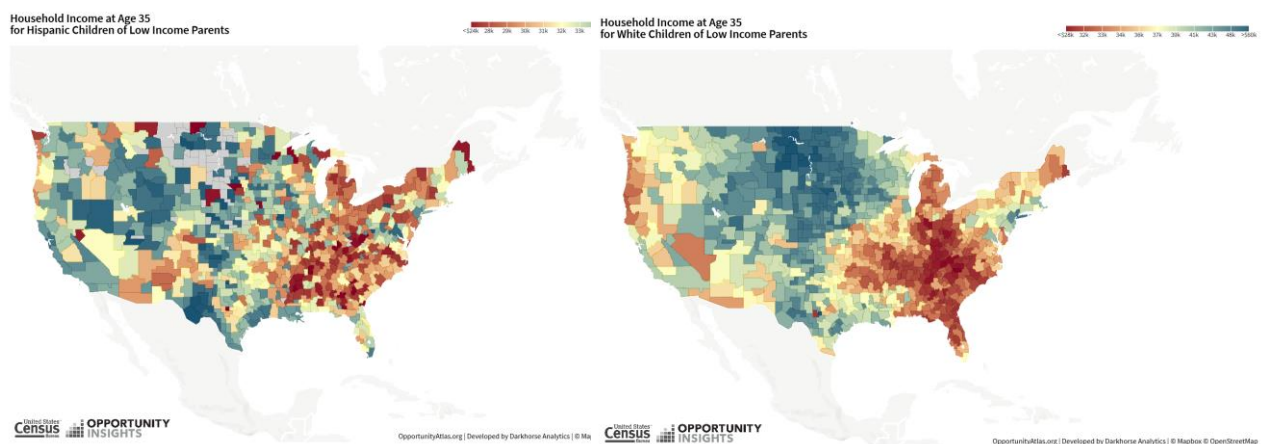 Household Income at Age 35
for Hispanic Children of Low Income Parents
<$24k 28k 29k 30k 31k 32k 33k
United States®
Census
Bureau
OPPORTUNITY
INSIGHTS
OpportunityAtlas.org | Developed by Darkhorse Analytics | © Ma
Household Income at Age 35
for White Children of Low Income Parents
32k 33k 34k 36k 37k 39k 41k 43k 48k >$60k
United States®
Census
Bureau
OPPORTUNITY
INSIGHTS
OpportunityAtlas.org | Developed by Darkhorse Analytics | © Mapbox © OpenStreetMap